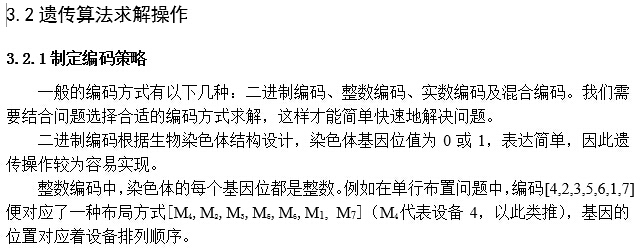 3.2 遗传算法求解操作
3.2.1 制定编码策略
一般的编码方式有以下几种：二进制编码、整数编码、实数编码及混合编码。我们需
要结合问题选择合适的编码方式求解，这样才能简单快速地解决问题。
二进制编码根据生物染色体结构设计，染色体基因位值为 0 或 1，表达简单，因此遗
传操作较为容易实现。
整数编码中，染色体的每个基因位都是整数。例如在单行布置问题中，编码[4,2,3,5,6,1,7]
便对应了一种布局方式[M₄, M₂, M₃, M₅, M₆, M₁, M₇]（M₄代表设备 4，以此类推），基因的
位置对应着设备排列顺序。